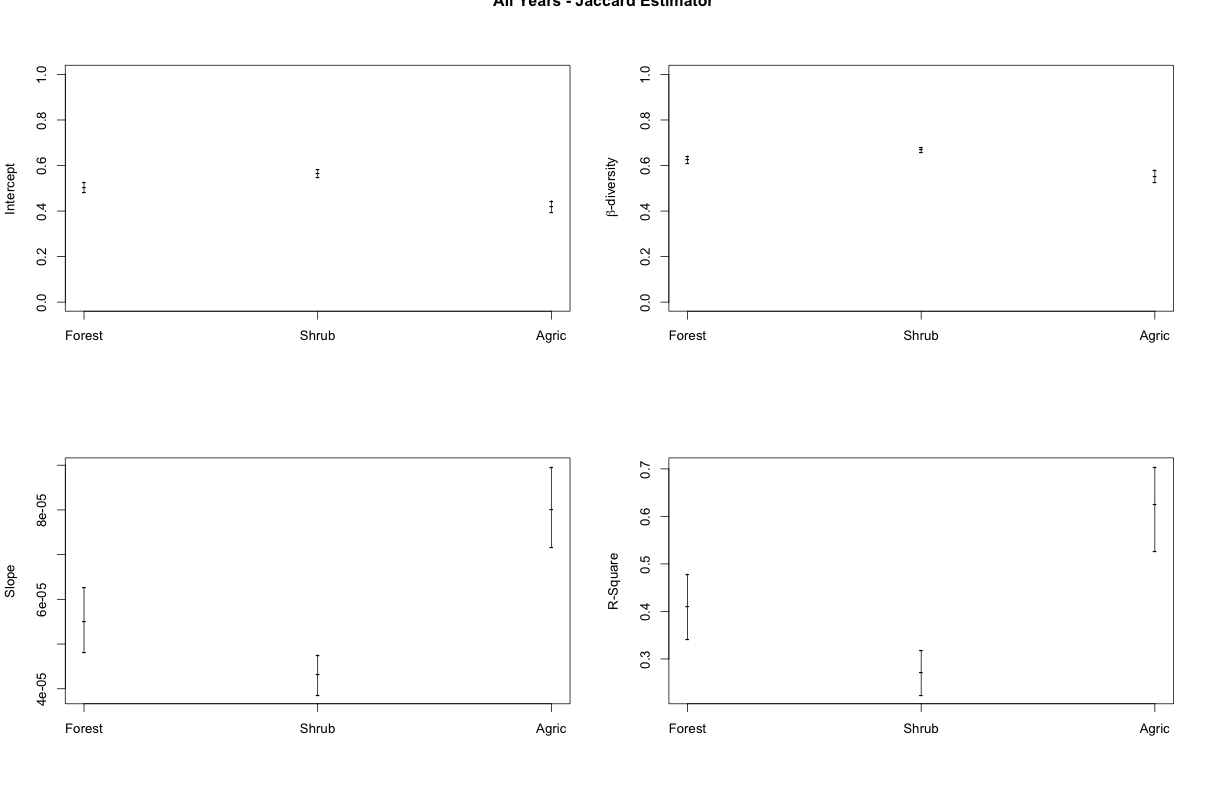 All Years - Jaccard Estimator
Intercept
0.0 0.2 0.4 0.6 0.8 1.0
Forest Shrub Agric
β-diversity
0.0 0.2 0.4 0.6 0.8 1.0
Forest Shrub Agric
Slope
4e-05 6e-05 8e-05
Forest Shrub Agric
R-Square
0.3 0.4 0.5 0.6 0.7
Forest Shrub Agric